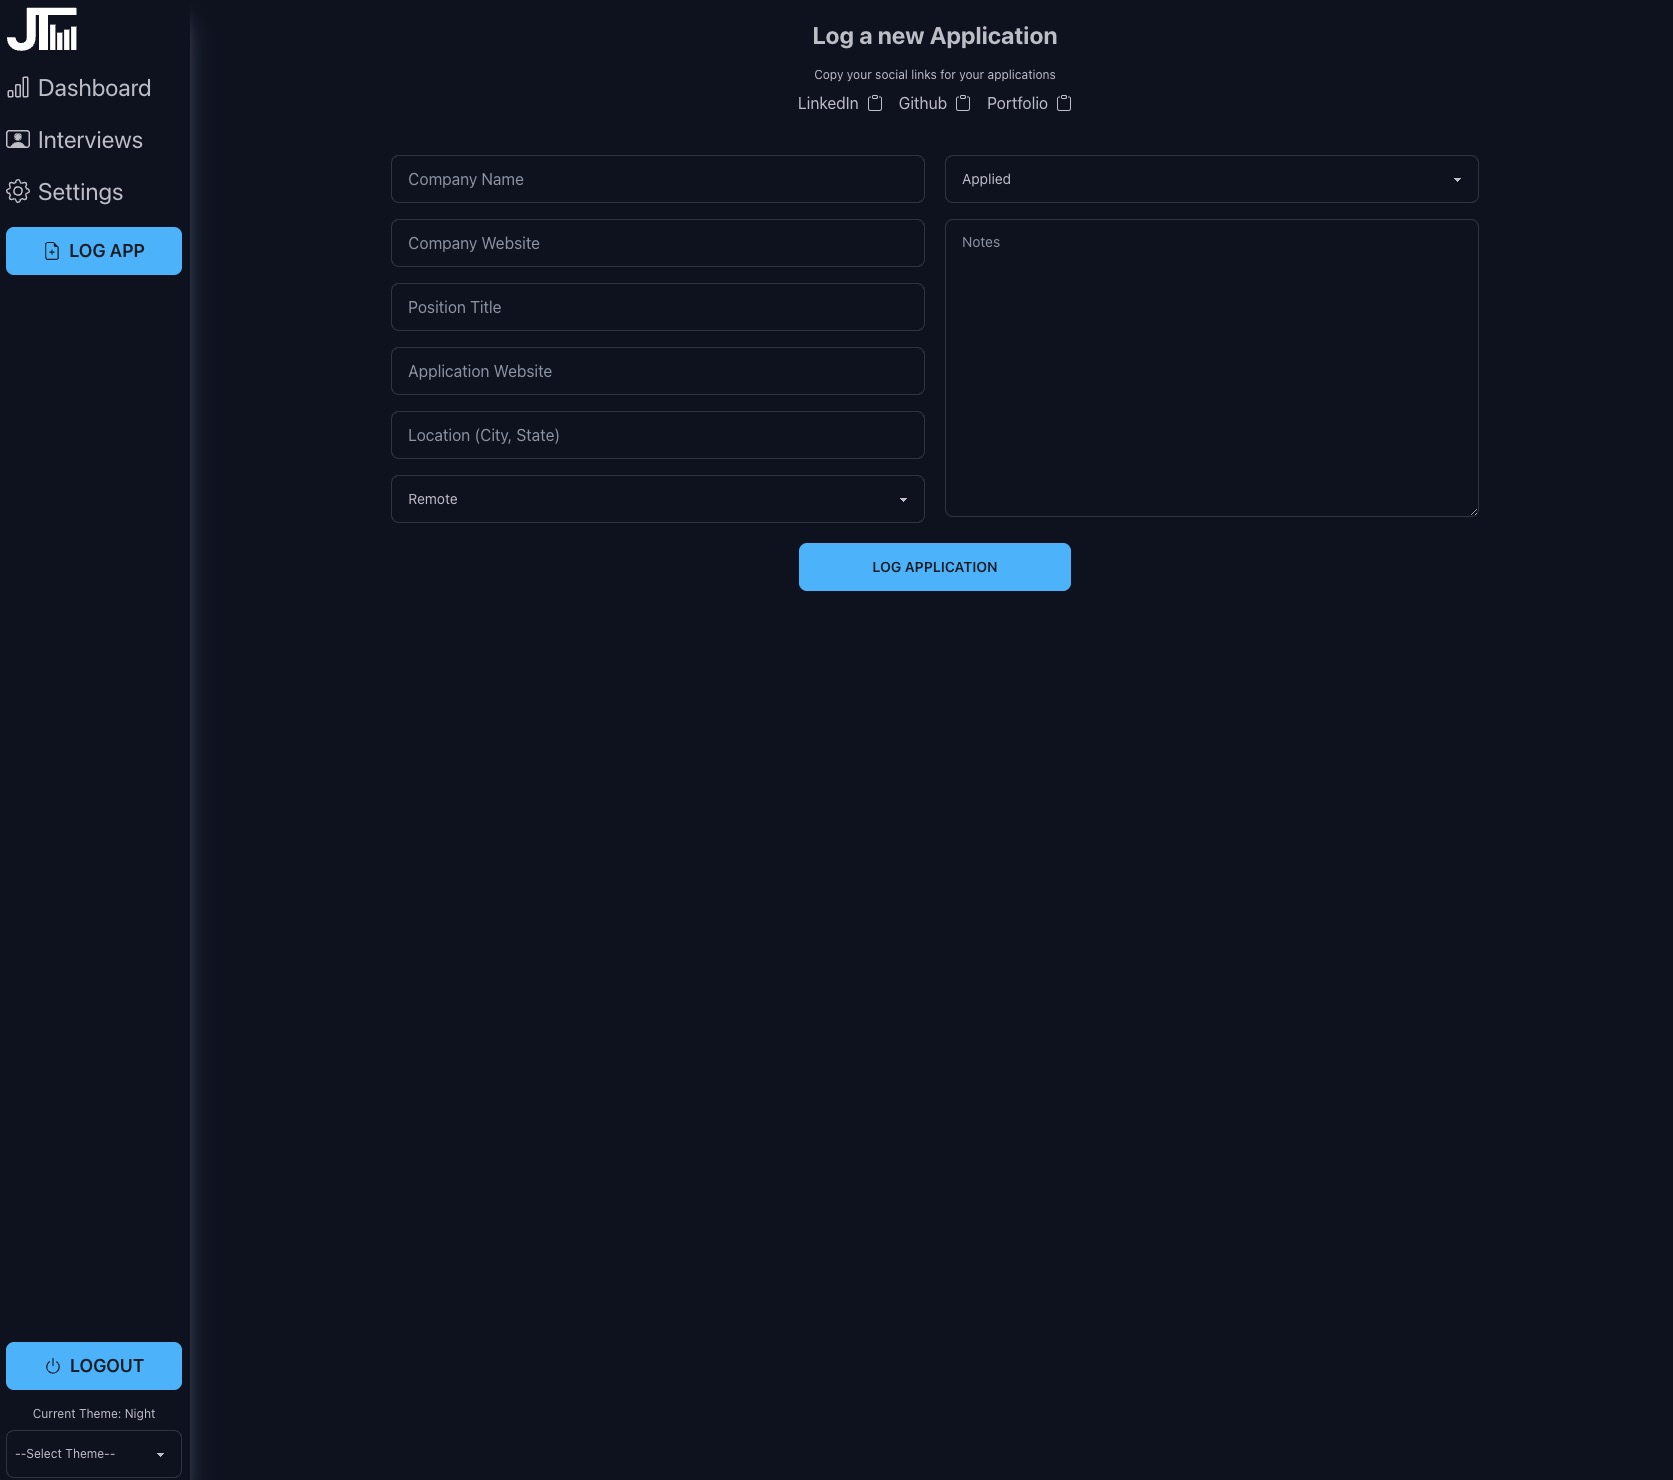 JT
Dashboard
Interviews
Settings
LOG APP
Log a new Application
Copy your social links for your applications
LinkedIn Github Portfolio
Company Name
Company Website
Position Title
Application Website
Location (City, State)
Remote
Applied
Notes
LOG APPLICATION
LOGOUT
Current Theme: Night
--Select Theme--